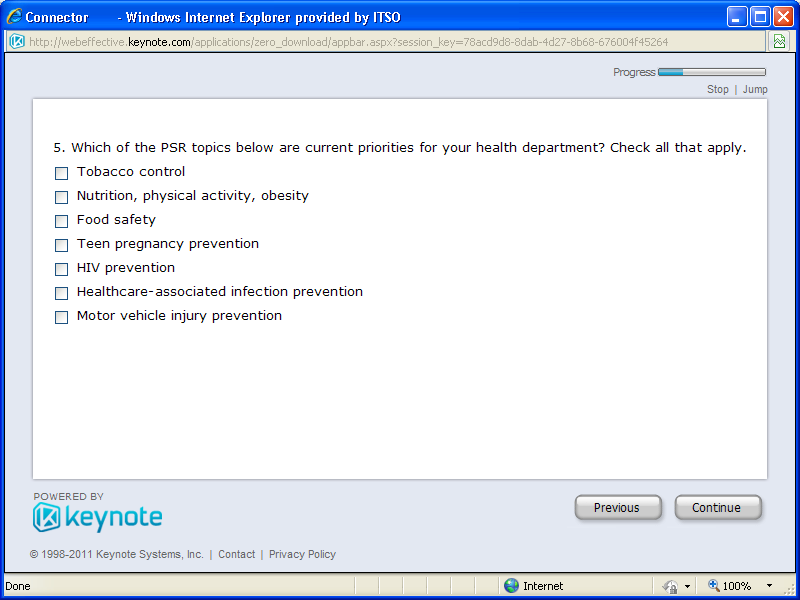 Connector - Windows Internet Explorer provided by ITSO
http://webeffective.keynote.com/applications/zero_download/appbar.aspx?session_key=78acd9d8-8dab-4d27-8b68-676004f45264
Progress
Stop | Jump
5. Which of the PSR topics below are current priorities for your health department? Check all that apply.
Tobacco control
Nutrition, physical activity, obesity
Food safety
Teen pregnancy prevention
HIV prevention
Healthcare-associated infection prevention
Motor vehicle injury prevention
POWERED BY
keynote
Previous
Continue
© 1998-2011 Keynote Systems, Inc. | Contact | Privacy Policy
Done
Internet
100%